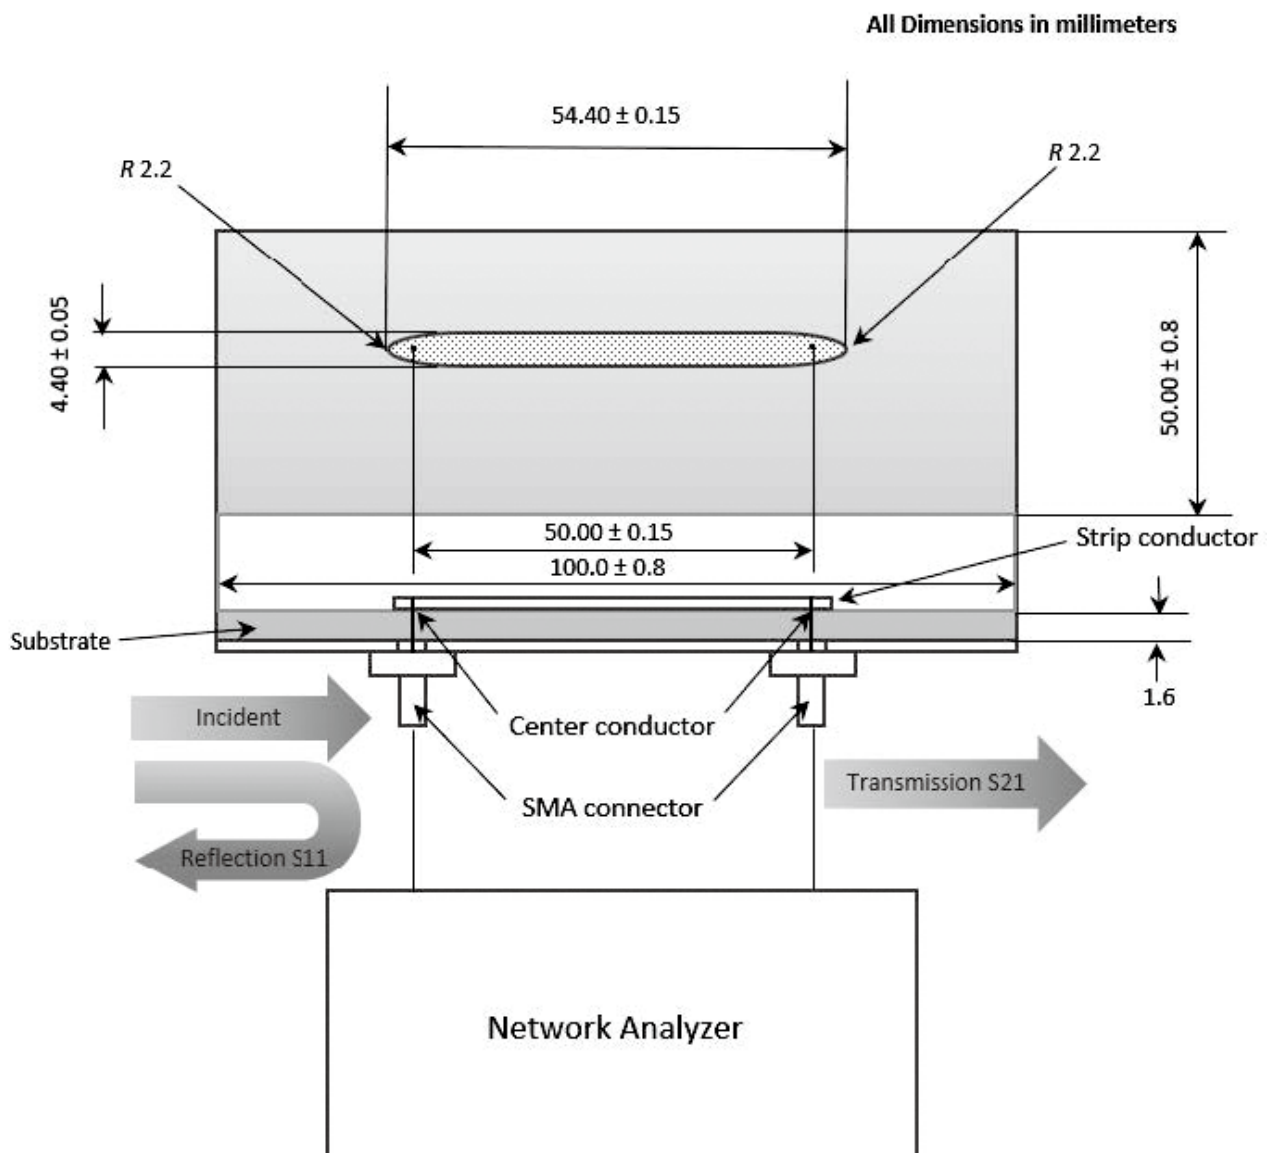 All Dimensions in millimeters
54.40 ± 0.15
R 2.2
R 2.2
4.40 ± 0.05
50.00 ± 0.8
50.00 ± 0.15
Strip conductor
100.0 ± 0.8
Substrate
1.6
Incident
Center conductor
Transmission S21
SMA connector
Reflection S11
Network Analyzer